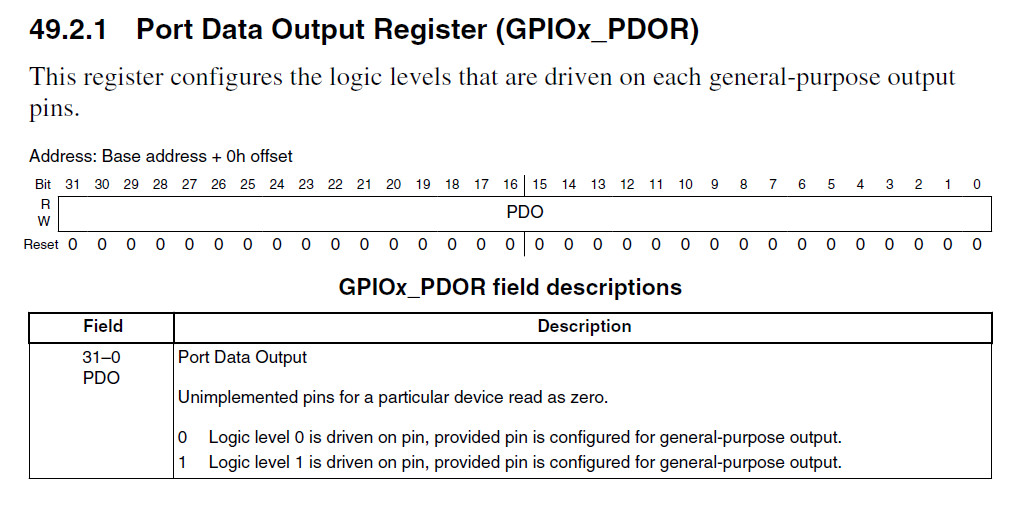 49.2.1 Port Data Output Register (GPIOx_PDOR)
This register configures the logic levels that are driven on each general-purpose output
pins.
Address: Base address + 0h offset
Bit 31 30 29 28 27 26 25 24 23 22 21 20 19 18 17 16 15 14 13 12 11 10 9 8 7 6 5 4 3 2 1 0
R
PDO
W
Reset 0 0 0 0 0 0 0 0 0 0 0 0 0 0 0 0 0 0 0 0 0 0 0 0 0 0 0 0 0 0 0 0
GPIOx_PDOR field descriptions
Field Description
31–0 Port Data Output
PDO
Unimplemented pins for a particular device read as zero.
0 Logic level 0 is driven on pin, provided pin is configured for general-purpose output.
1 Logic level 1 is driven on pin, provided pin is configured for general-purpose output.